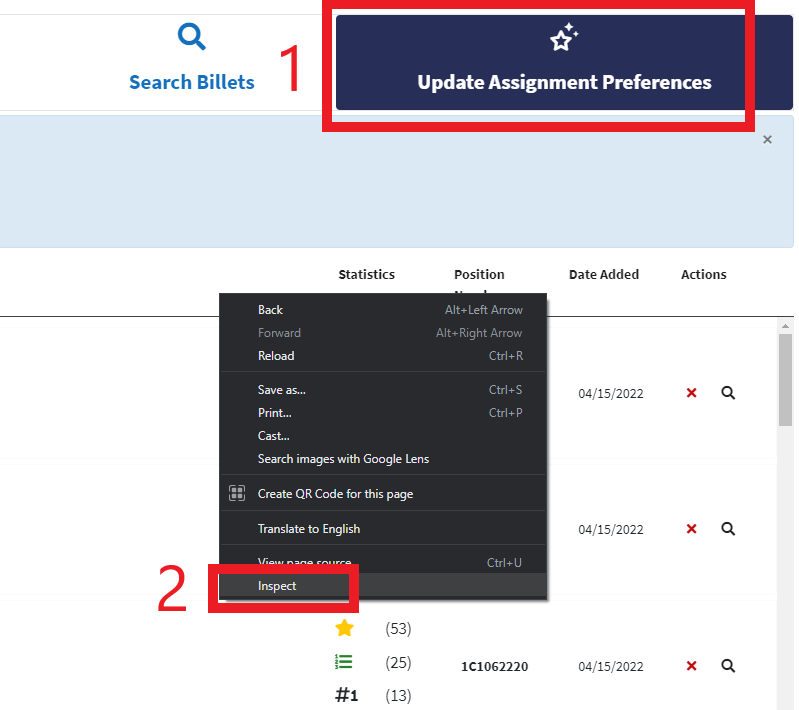 1
Search Billets
Update Assignment Preferences
×
Statistics
Position
Date Added
Actions
Back Alt+Left Arrow
Forward Alt+Right Arrow
Reload Ctrl+R
Save as... Ctrl+S
Print... Ctrl+P
Cast...
Search images with Google Lens
Create QR Code for this page
Translate to English
View page source Ctrl+U
Inspect
2
04/15/2022
04/15/2022
(53)
(25)
#1 (13)
1C1062220
04/15/2022